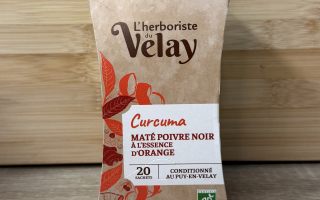 L'herboriste
du
Velay
Curcuma
MATÉ POIVRE NOIR
À L'ESSENCE
D'ORANGE
20
SACHETS
CONDITIONNÉ
AU PUY-EN-VELAY